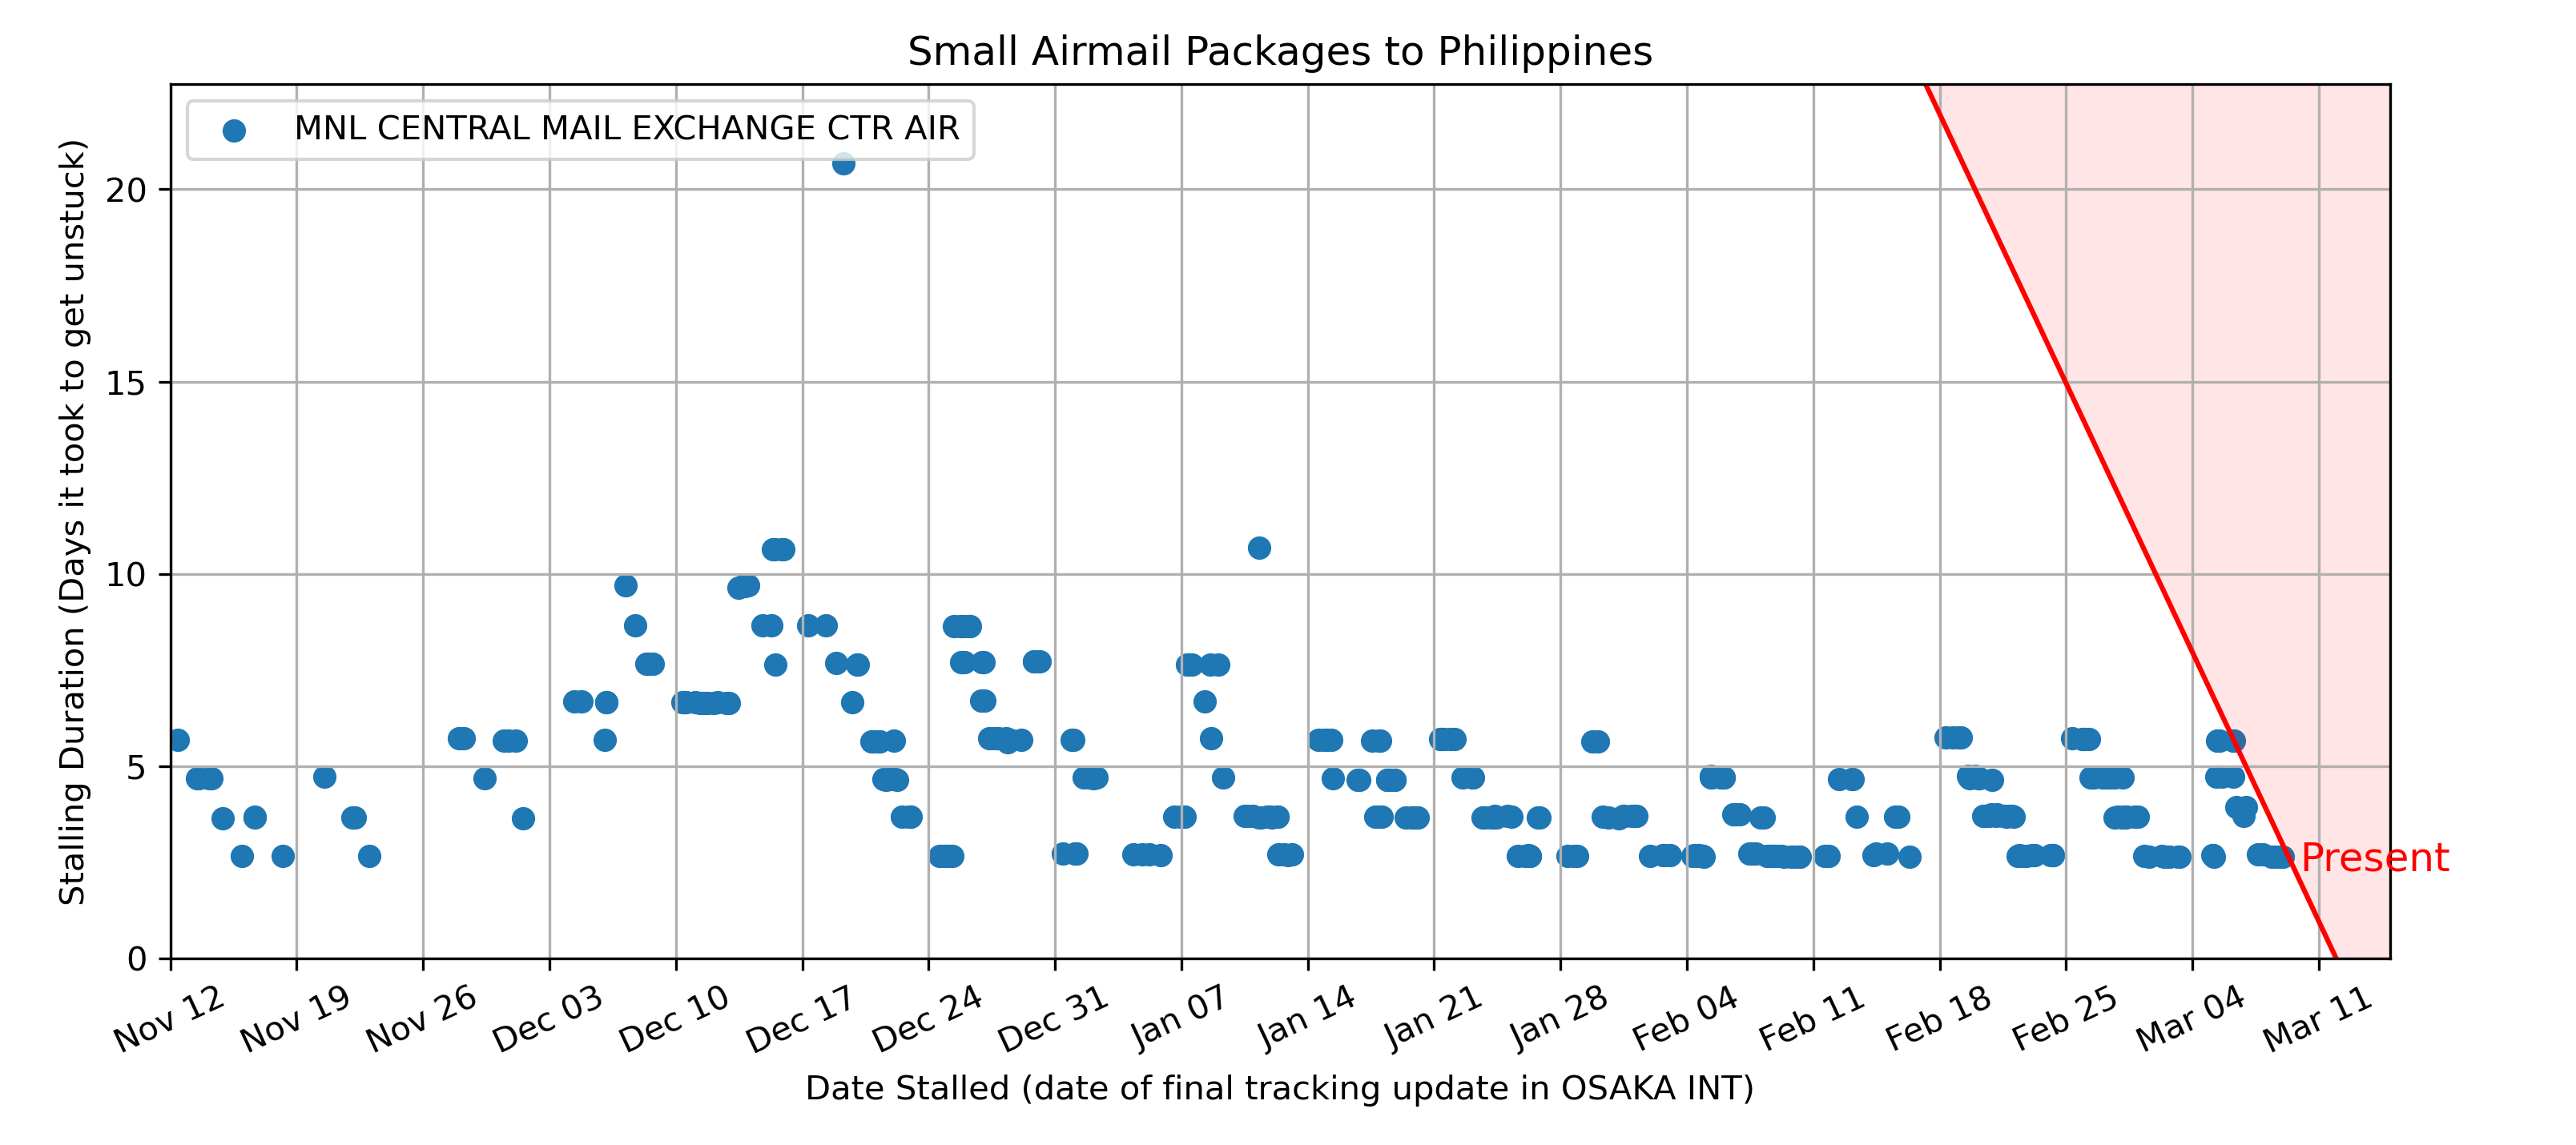 Small Airmail Packages to Philippines
MNL CENTRAL MAIL EXCHANGE CTR AIR
Stalling Duration (Days it took to get unstuck)
20
15
10
5
0
Present
Nov 12
Nov 19
Nov 26
Dec 03
Dec 10
Dec 17
Dec 24
Dec 31
Jan 07
Jan 14
Jan 21
Jan 28
Feb 04
Feb 11
Feb 18
Feb 25
Mar 04
Mar 11
Date Stalled (date of final tracking update in OSAKA INT)